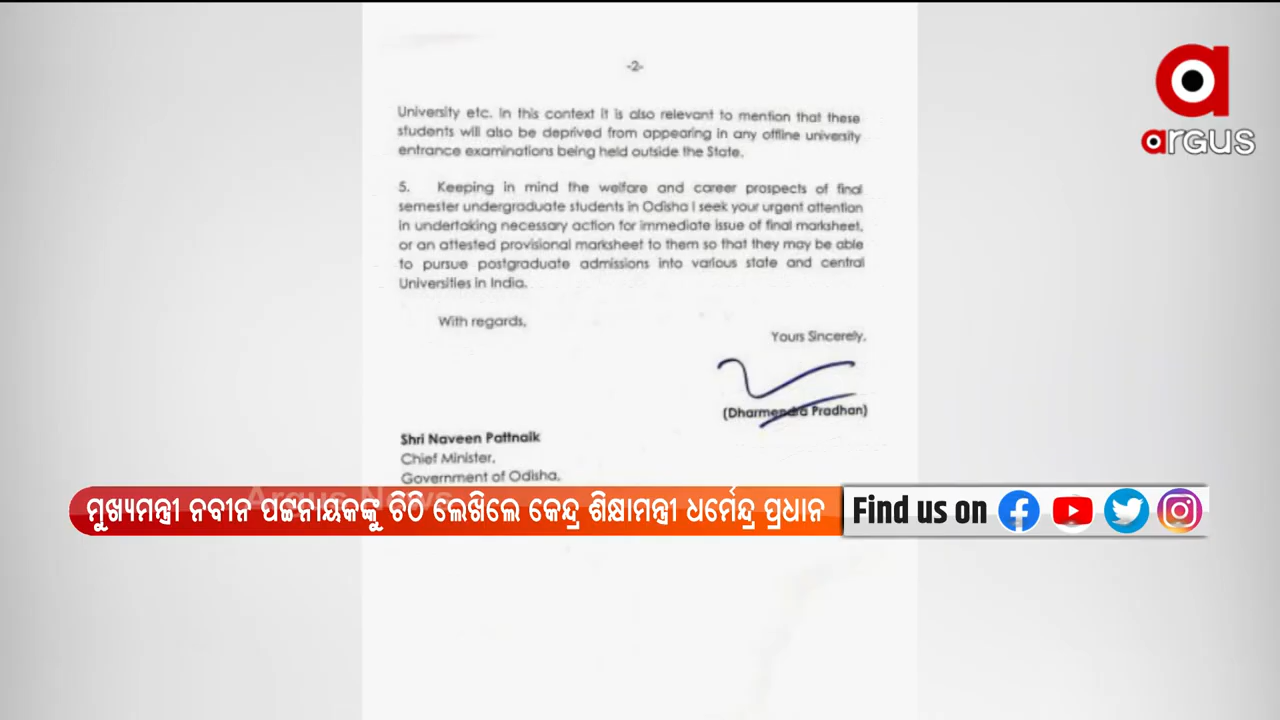 -2-
University etc. In this context it is also relevant to mention that these
students will also be deprived from appearing in any offline university
entrance examinations being held outside the State.
5. Keeping in mind the welfare and career prospects of final
semester undergraduate students in Odisha I seek your urgent attention
in undertaking necessary action for immediate issue of final marksheet,
or an attested provisional marksheet to them so that they may be able
to pursue postgraduate admissions into various state and central
Universities in India.
With regards,
Yours Sincerely,
(Dharmendra Pradhan)
Shri Naveen Pattnaik
Chief Minister,
Government of Odisha,
Argus News
ମୁଖ୍ୟମନ୍ତ୍ରୀ ନବୀନ ପଟ୍ଟନାୟକଙ୍କୁ ଚିଠି ଲେଖିଲେ କେନ୍ଦ୍ର ଶିକ୍ଷାମନ୍ତ୍ରୀ ଧର୍ମେନ୍ଦ୍ର ପ୍ରଧାନ
Find us on
argus